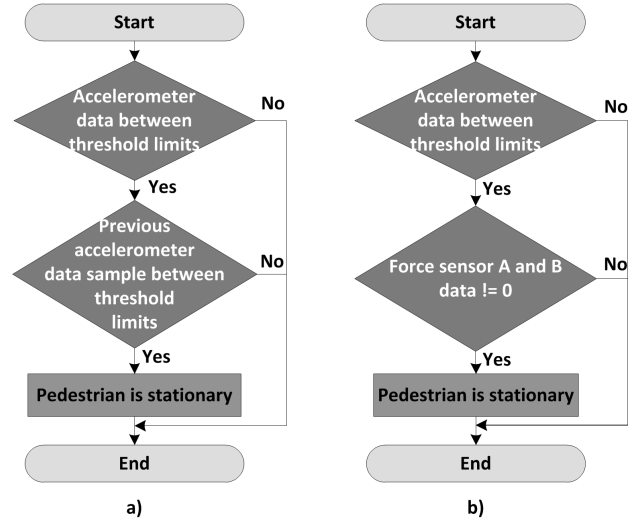 Start
Accelerometer
data between
threshold limits
No
Yes
Previous
accelerometer
data sample between
threshold
limits
No
Yes
Pedestrian is stationary
End
a)
Start
Accelerometer
data between
threshold limits
No
Yes
Force sensor A and B
data != 0
No
Yes
Pedestrian is stationary
End
b)